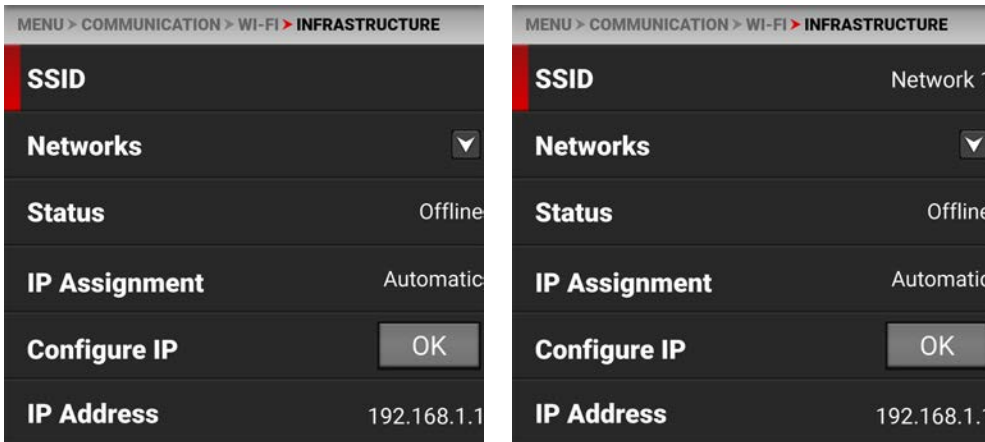 MENU > COMMUNICATION > WI-FI > INFRASTRUCTURE
SSID
Networks
Status Offline
IP Assignment Automatic
Configure IP OK
IP Address 192.168.1.1
MENU > COMMUNICATION > WI-FI > INFRASTRUCTURE
SSID Network 1
Networks
Status Offline
IP Assignment Automatic
Configure IP OK
IP Address 192.168.1.1